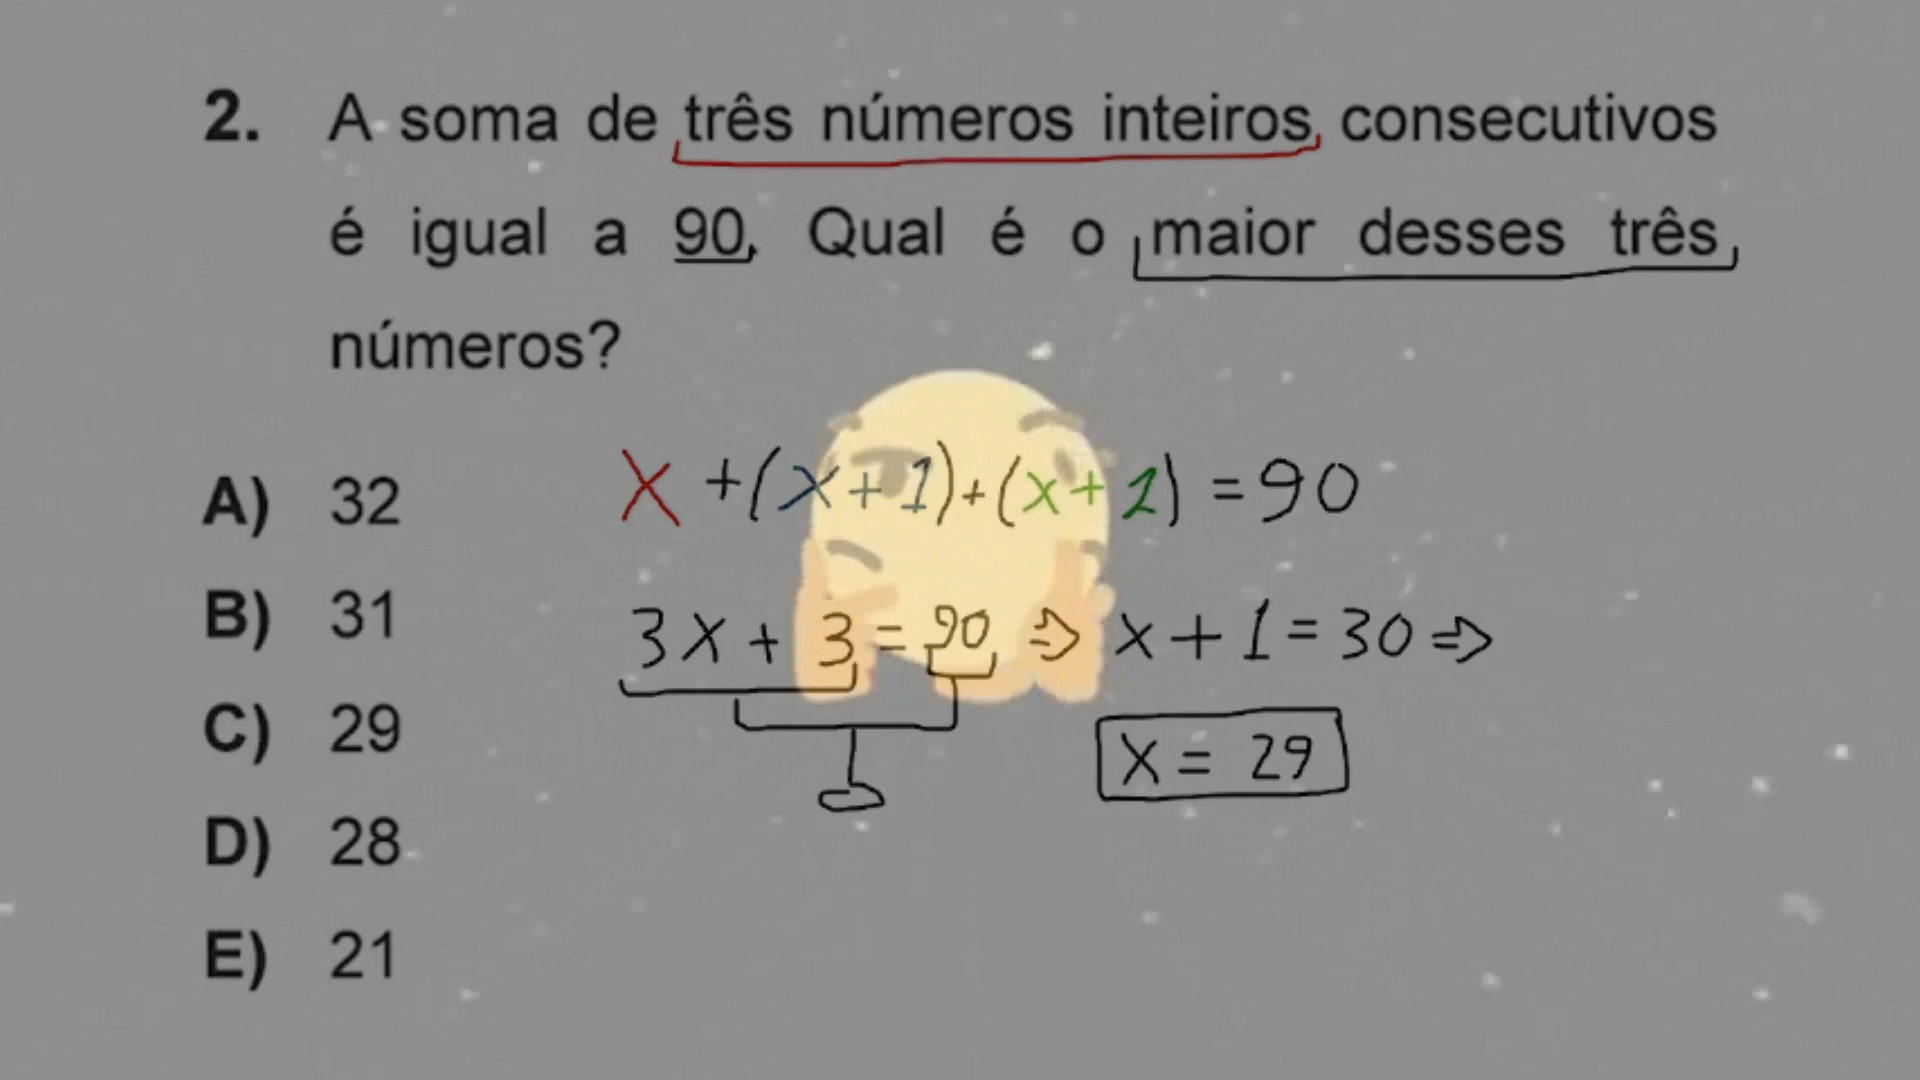 2. A soma de três números inteiros consecutivos
é igual a 90. Qual é o maior desses três
números?
A) 32
B) 31
C) 29
D) 28
E) 21
x + (x + 1) + (x + 2) = 90
3x + 3 = 90 ⇒ x + 1 = 30 ⇒
x = 29